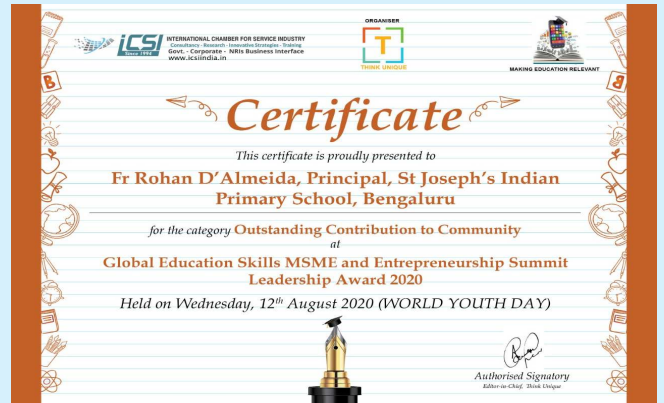 ICSI
Since 1994
INTERNATIONAL CHAMBER FOR SERVICE INDUSTRY
Consultancy - Research - Innovative Strategies - Training
Govt. - Corporate - NRIs Business Interface
www.icsiindia.in
ORGANISER
T
THINK UNIQUE
MAKING EDUCATION RELEVANT
Certificate
This certificate is proudly presented to
Fr Rohan D'Almeida, Principal, St Joseph's Indian
Primary School, Bengaluru
for the category Outstanding Contribution to Community
at
Global Education Skills MSME and Entrepreneurship Summit
Leadership Award 2020
Held on Wednesday, 12th August 2020 (WORLD YOUTH DAY)
Authorised Signatory
Editor-in-Chief, Think Unique